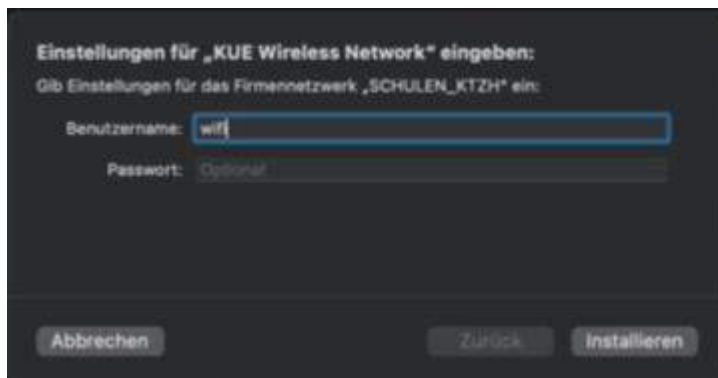 Einstellungen für „KUE Wireless Network“ eingeben:
Gib Einstellungen für das Firmennetzwerk „SCHULEN_KTZH“ ein:
Benutzername: wifi
Passwort: Optional
Abbrechen Zurück Installieren